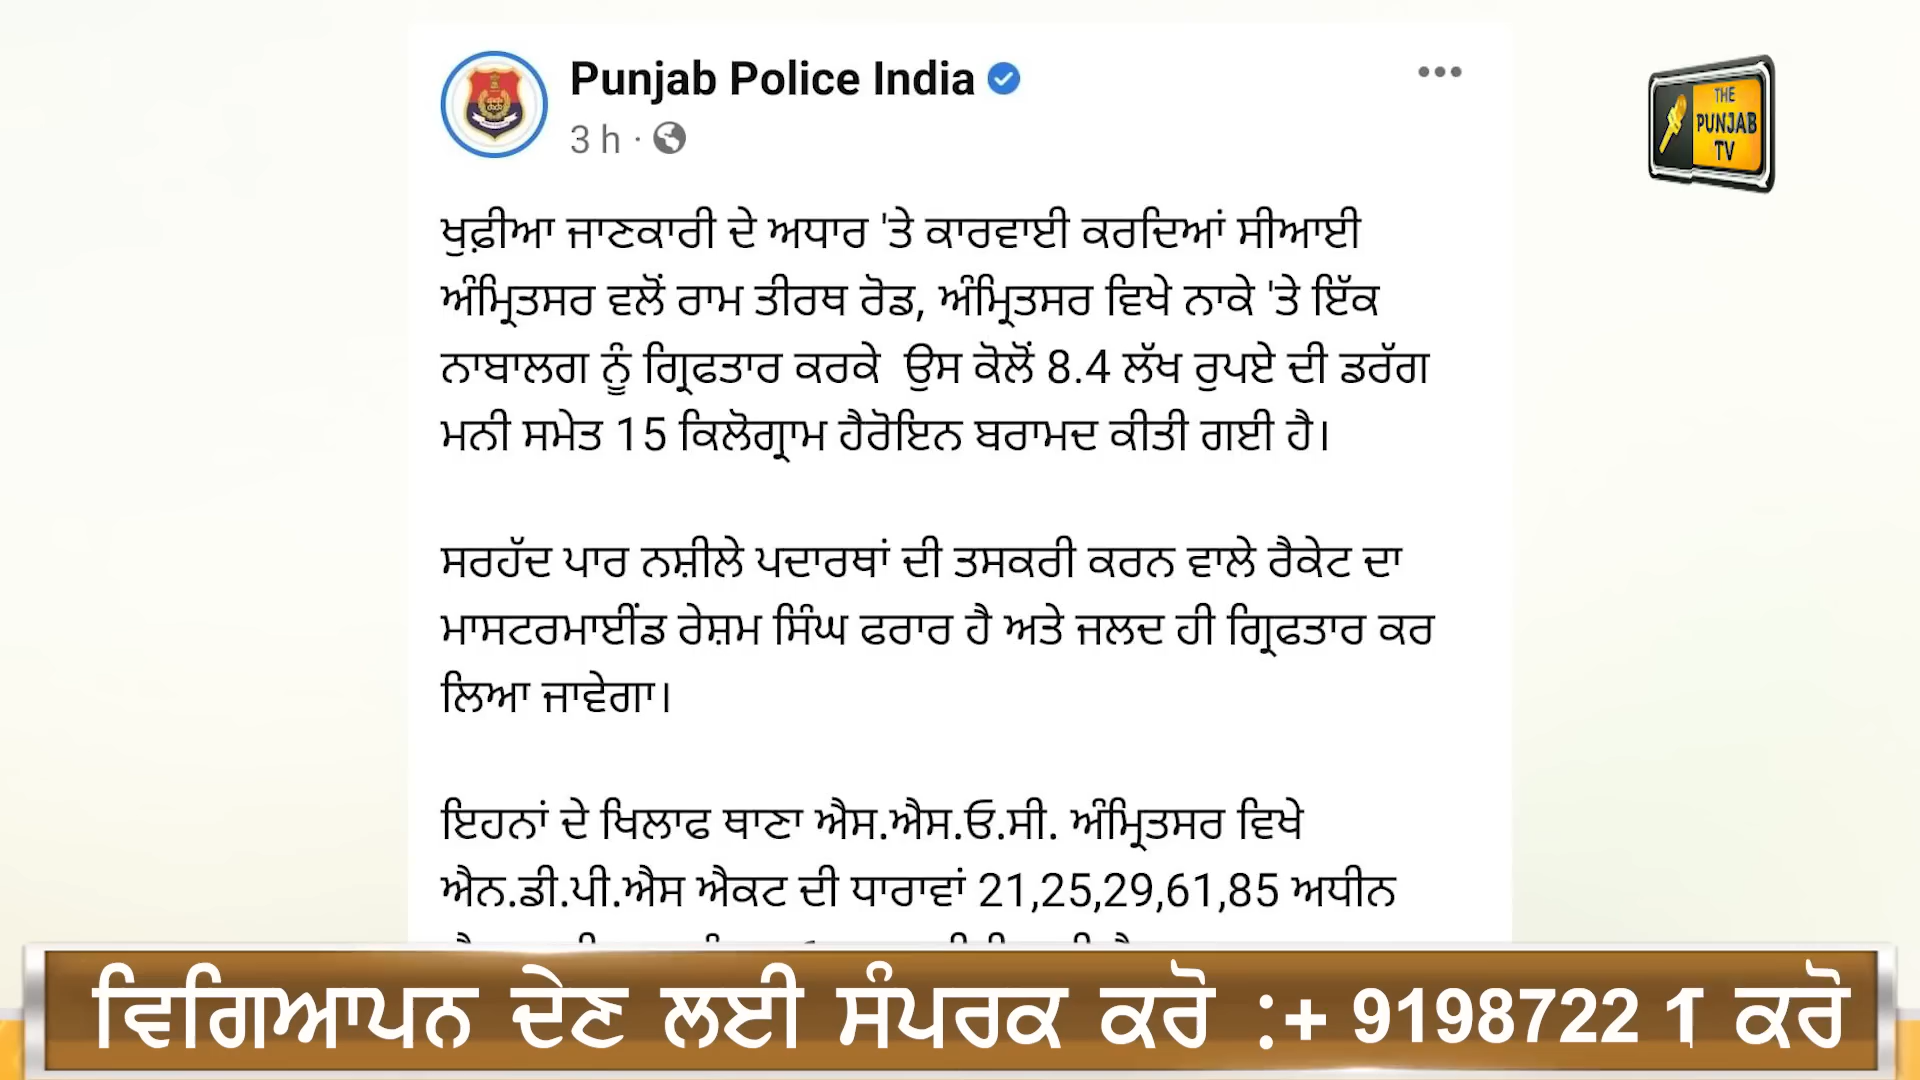 Punjab Police India
3 h ·
THE
PUNJAB
TV
ਖੁਫ਼ੀਆ ਜਾਣਕਾਰੀ ਦੇ ਅਧਾਰ 'ਤੇ ਕਾਰਵਾਈ ਕਰਦਿਆਂ ਸੀਆਈ
ਅੰਮ੍ਰਿਤਸਰ ਵਲੋਂ ਰਾਮ ਤੀਰਥ ਰੋਡ, ਅੰਮ੍ਰਿਤਸਰ ਵਿਖੇ ਨਾਕੇ 'ਤੇ ਇੱਕ
ਨਾਬਾਲਗ ਨੂੰ ਗ੍ਰਿਫਤਾਰ ਕਰਕੇ ਉਸ ਕੋਲੋਂ 8.4 ਲੱਖ ਰੁਪਏ ਦੀ ਡਰੱਗ
ਮਨੀ ਸਮੇਤ 15 ਕਿਲੋਗ੍ਰਾਮ ਹੈਰੋਇਨ ਬਰਾਮਦ ਕੀਤੀ ਗਈ ਹੈ।
ਸਰਹੱਦ ਪਾਰ ਨਸ਼ੀਲੇ ਪਦਾਰਥਾਂ ਦੀ ਤਸਕਰੀ ਕਰਨ ਵਾਲੇ ਰੈਕੇਟ ਦਾ
ਮਾਸਟਰਮਾਈਂਡ ਰੇਸ਼ਮ ਸਿੰਘ ਫਰਾਰ ਹੈ ਅਤੇ ਜਲਦ ਹੀ ਗ੍ਰਿਫਤਾਰ ਕਰ
ਲਿਆ ਜਾਵੇਗਾ।
ਇਹਨਾਂ ਦੇ ਖਿਲਾਫ ਥਾਣਾ ਐਸ.ਐਸ.ਓ.ਸੀ. ਅੰਮ੍ਰਿਤਸਰ ਵਿਖੇ
ਐਨ.ਡੀ.ਪੀ.ਐਸ ਐਕਟ ਦੀ ਧਾਰਾਵਾਂ 21,25,29,61,85 ਅਧੀਨ
ਵਿਗਿਆਪਨ ਦੇਣ ਲਈ ਸੰਪਰਕ ਕਰੋ :+ 9198722 1 ਕਰੋ